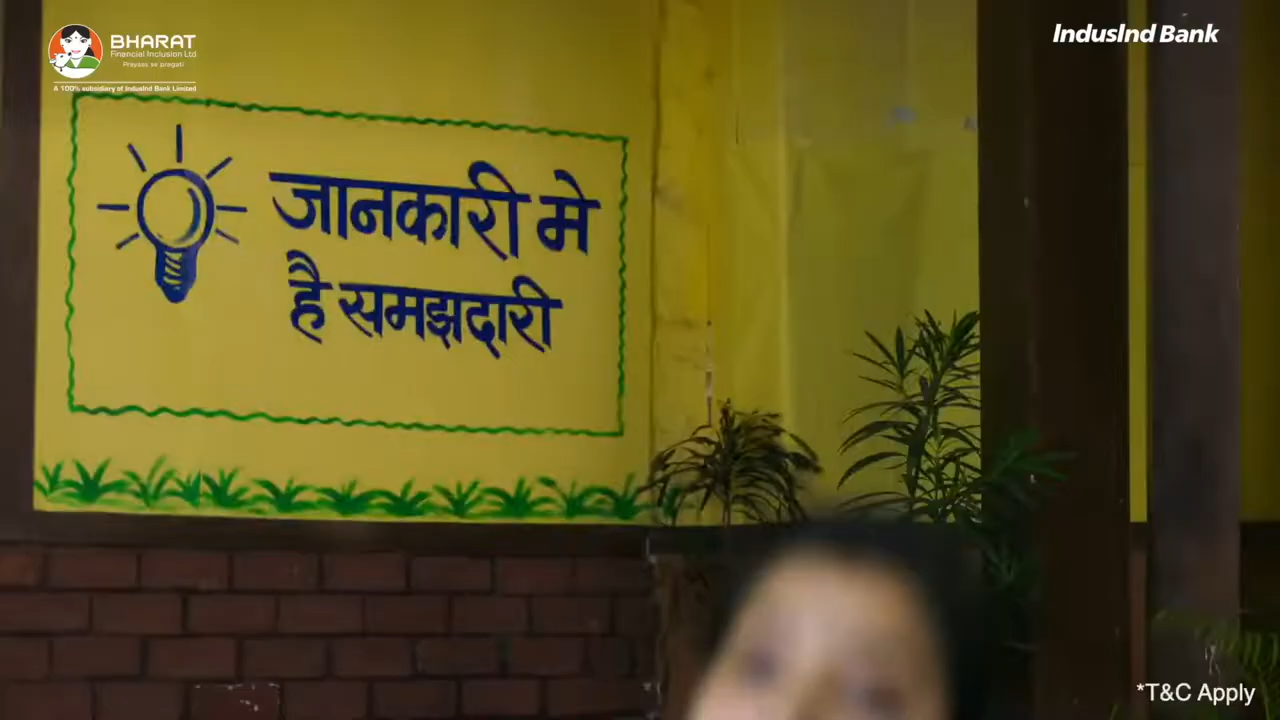 BHARAT
Financial Inclusion Ltd
Prayaas se pragati
A 100% subsidiary of IndusInd Bank Limited
IndusInd Bank
जानकारी मे
है समझदारी
*T&C Apply